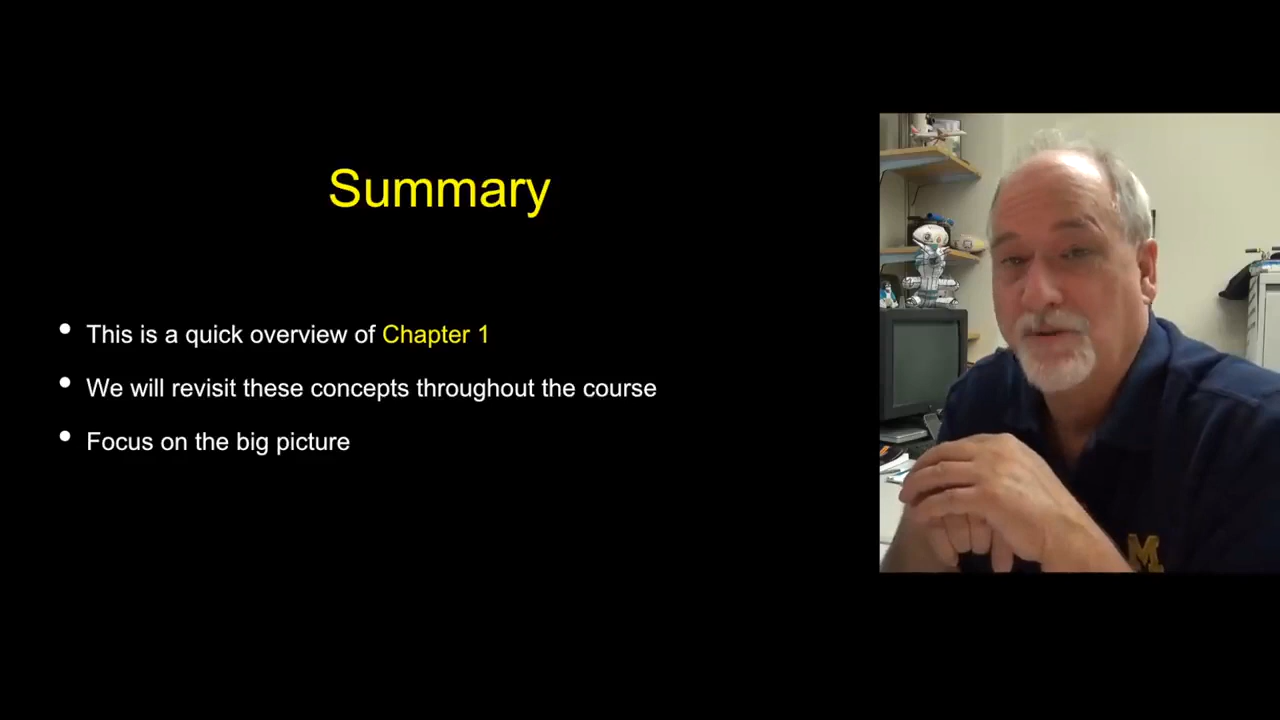 Summary
• This is a quick overview of Chapter 1
• We will revisit these concepts throughout the course
• Focus on the big picture
M